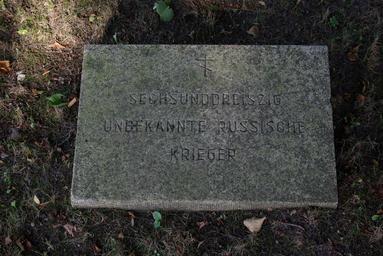 SECHSUNDDREISZIG
UNBEKANNTE RUSSISCHE
KRIEGER